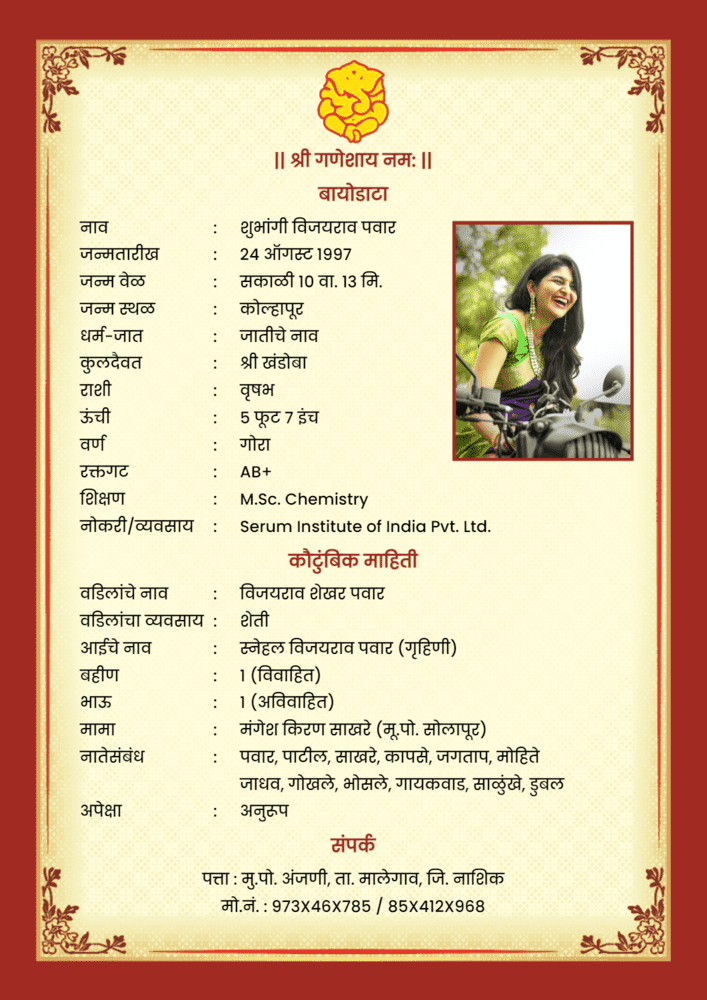 || श्री गणेशाय नम: ||
बायोडाटा
नाव : शुभांगी विजयराव पवार
जन्मतारीख : 24 ऑगस्ट 1997
जन्म वेळ : सकाळी 10 वा. 13 मि.
जन्म स्थळ : कोल्हापूर
धर्म-जात : जातीचे नाव
कुलदैवत : श्री खंडोबा
राशी : वृषभ
ऊंची : 5 फूट 7 इंच
वर्ण : गोरा
रक्तगट : AB+
शिक्षण : M.Sc. Chemistry
नोकरी/व्यवसाय : Serum Institute of India Pvt. Ltd.
कौटुंबिक माहिती
वडिलांचे नाव : विजयराव शेखर पवार
वडिलांचा व्यवसाय : शेती
आईचे नाव : स्नेहल विजयराव पवार (गृहिणी)
बहीण : 1 (विवाहित)
भाऊ : 1 (अविवाहित)
मामा : मंगेश किरण साखरे (मू.पो. सोलापूर)
नातेसंबंध : पवार, पाटील, साखरे, कापसे, जगताप, मोहिते
जाधव, गोखले, भोसले, गायकवाड, साळुंखे, डुबल
अपेक्षा : अनुरूप
संपर्क
पत्ता : मु.पो. अंजणी, ता. मालेगाव, जि. नाशिक
मो.नं. : 973X46X785 / 85X412X968